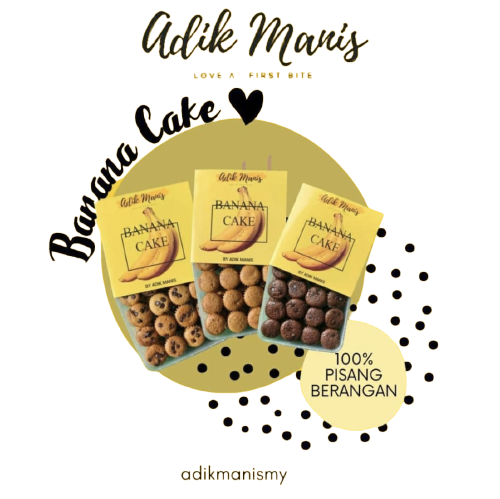 Adik Manis
LOVE A FIRST BITE
Banana Cake
Adik Manis
BANANA
CAKE
BY ADIK MANIS
Adik Manis
BANANA
CAKE
BY ADIK MANIS
Adik Manis
BANANA
CAKE
BY ADIK MANIS
100%
PISANG
BERANGAN
adikmanismy